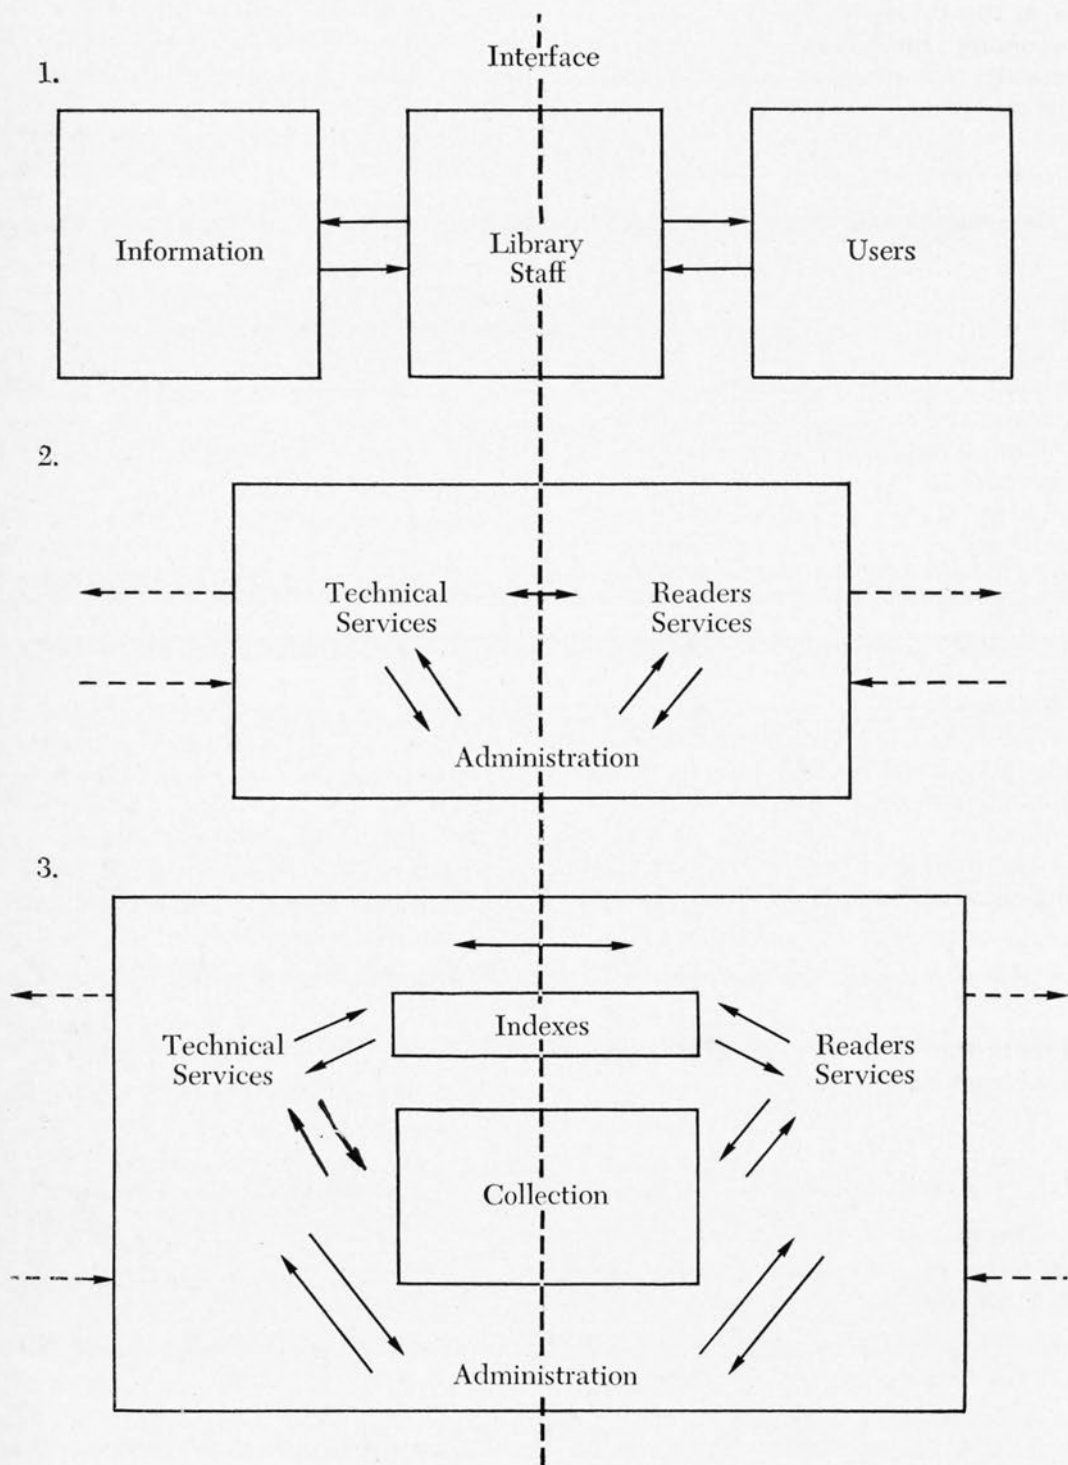 Interface
1.
Information
Library
Staff
Users
2.
Technical
Services
Readers
Services
Administration
3.
Indexes
Technical
Services
Readers
Services
Collection
Administration